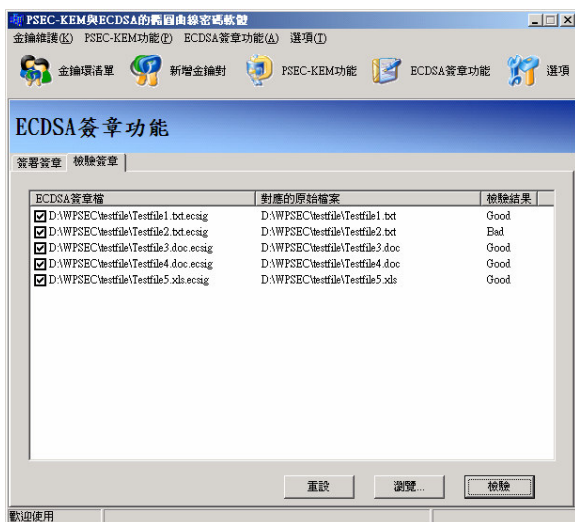 PSEC-KEM與ECDSA的橢圓曲線密碼軟體
金鑰維護(K) PSEC-KEM功能(P) ECDSA簽章功能(A) 選項(I)
金鑰環清單 新增金鑰對 PSEC-KEM功能 ECDSA簽章功能 選項
ECDSA簽章功能
簽署簽章 檢驗簽章
ECDSA簽章檔 對應的原始檔案 檢驗結果
D:\WPSEC\testfile\Testfile1.txt.ecsig D:\WPSEC\testfile\Testfile1.txt Good
D:\WPSEC\testfile\Testfile2.txt.ecsig D:\WPSEC\testfile\Testfile2.txt Bad
D:\WPSEC\testfile\Testfile3.doc.ecsig D:\WPSEC\testfile\Testfile3.doc Good
D:\WPSEC\testfile\Testfile4.doc.ecsig D:\WPSEC\testfile\Testfile4.doc Good
D:\WPSEC\testfile\Testfile5.xls.ecsig D:\WPSEC\testfile\Testfile5.xls Good
重設 瀏覽... 檢驗
歡迎使用